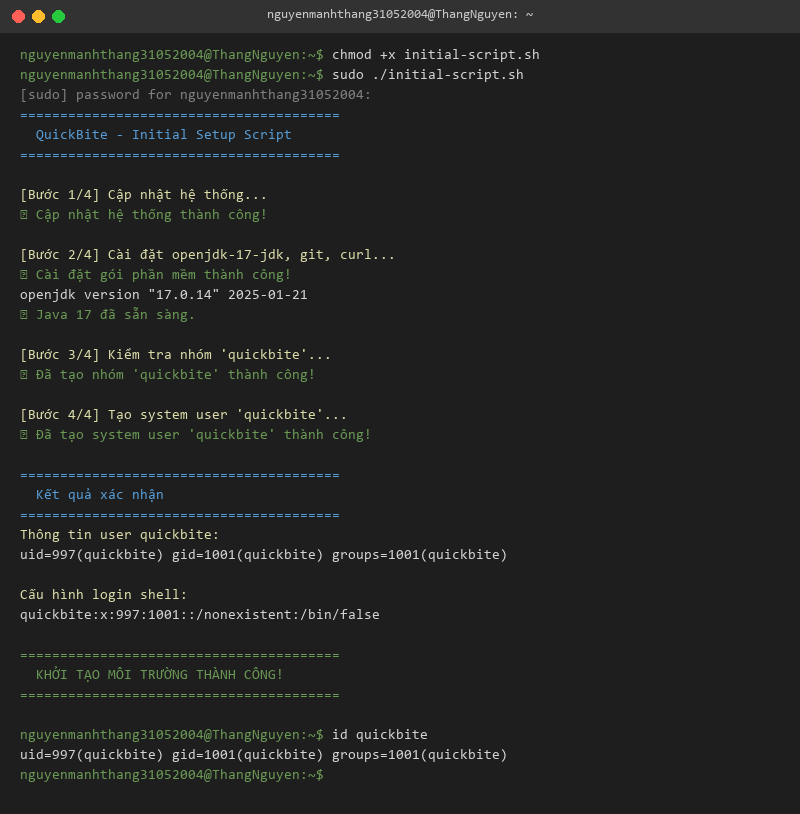 nguyenmanhthang31052004@ThangNguyen: ~
nguyenmanhthang31052004@ThangNguyen:~$ chmod +x initial-script.sh
nguyenmanhthang31052004@ThangNguyen:~$ sudo ./initial-script.sh
[sudo] password for nguyenmanhthang31052004:
========================================
  QuickBite - Initial Setup Script
========================================

[Bước 1/4] Cập nhật hệ thống...
⍰ Cập nhật hệ thống thành công!

[Bước 2/4] Cài đặt openjdk-17-jdk, git, curl...
⍰ Cài đặt gói phần mềm thành công!
openjdk version "17.0.14" 2025-01-21
⍰ Java 17 đã sẵn sàng.

[Bước 3/4] Kiểm tra nhóm 'quickbite'...
⍰ Đã tạo nhóm 'quickbite' thành công!

[Bước 4/4] Tạo system user 'quickbite'...
⍰ Đã tạo system user 'quickbite' thành công!

========================================
  Kết quả xác nhận
========================================
Thông tin user quickbite:
uid=997(quickbite) gid=1001(quickbite) groups=1001(quickbite)

Cấu hình login shell:
quickbite:x:997:1001::/nonexistent:/bin/false

========================================
  KHỞI TẠO MÔI TRƯỜNG THÀNH CÔNG!
========================================

nguyenmanhthang31052004@ThangNguyen:~$ id quickbite
uid=997(quickbite) gid=1001(quickbite) groups=1001(quickbite)
nguyenmanhthang31052004@ThangNguyen:~$